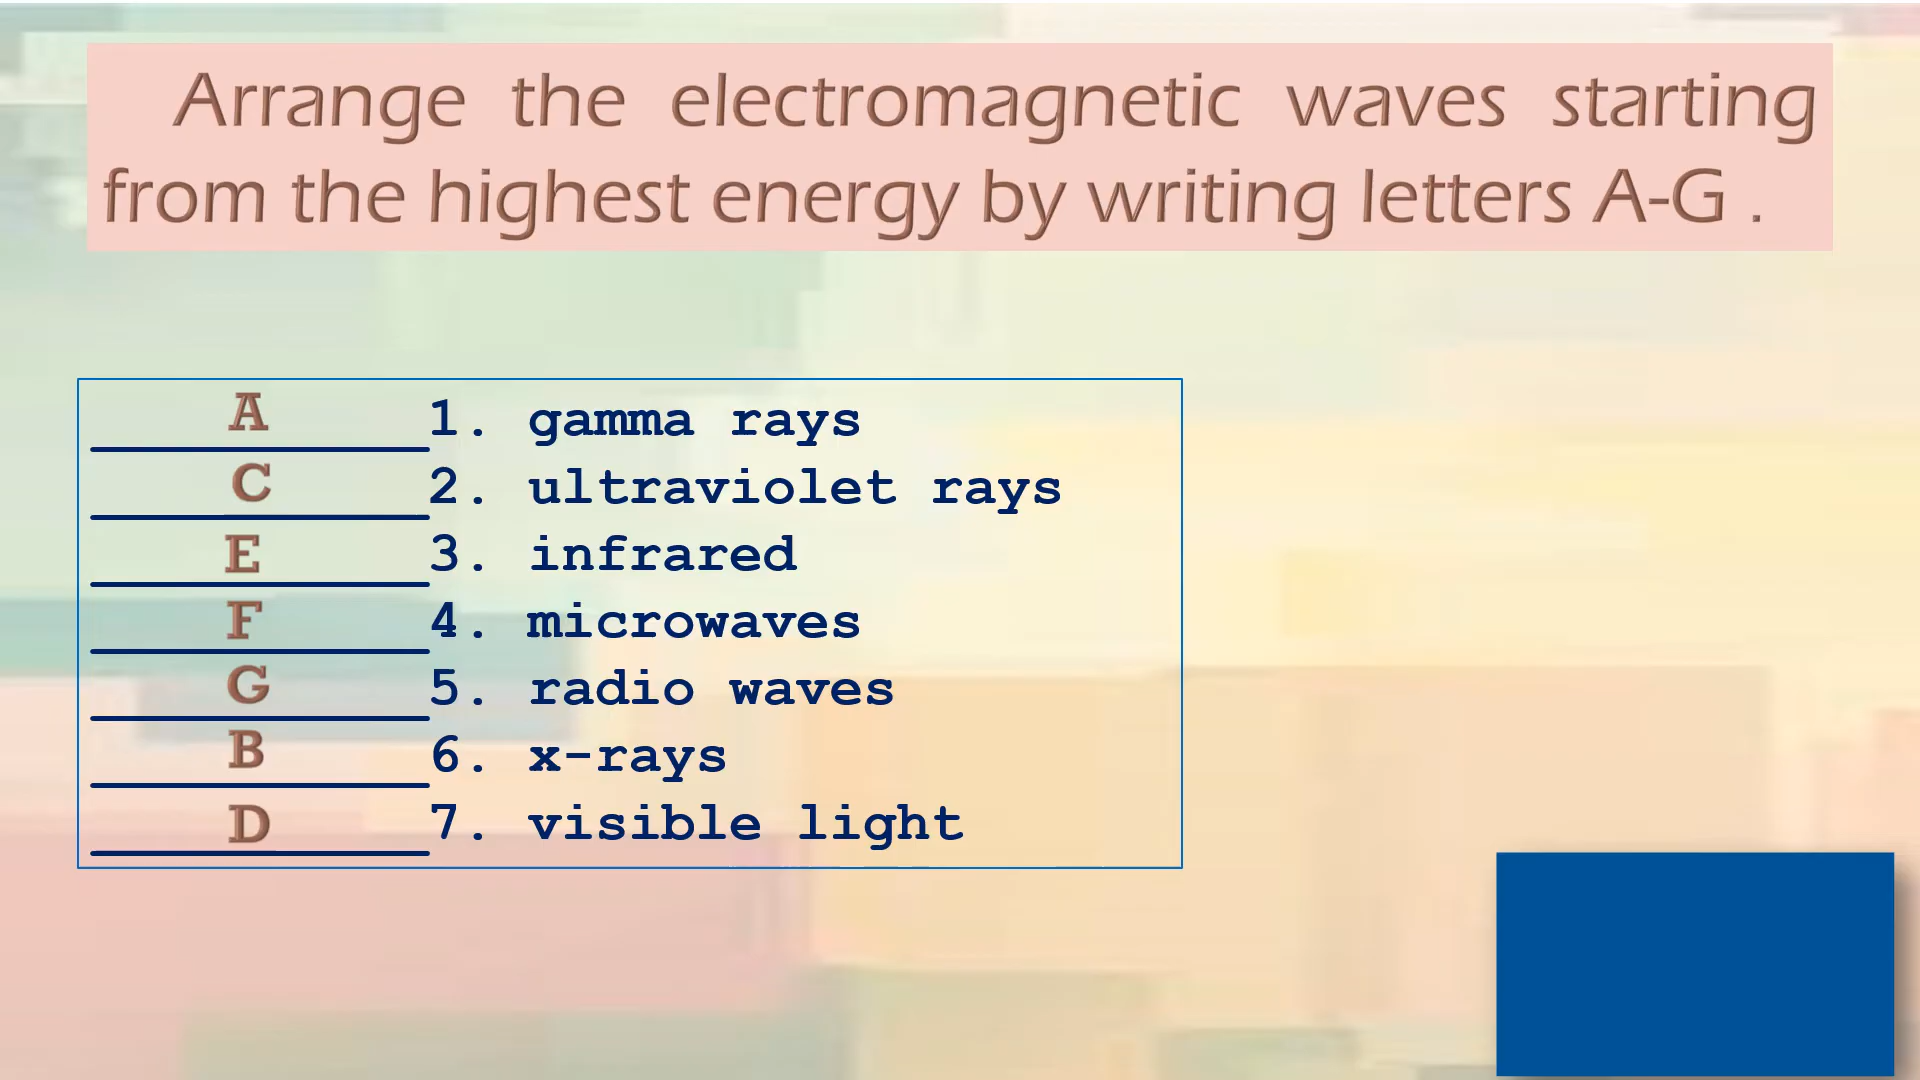 Arrange the electromagnetic waves starting
from the highest energy by writing letters A-G .
A 1. gamma rays
C 2. ultraviolet rays
E 3. infrared
F 4. microwaves
G 5. radio waves
B 6. x-rays
D 7. visible light